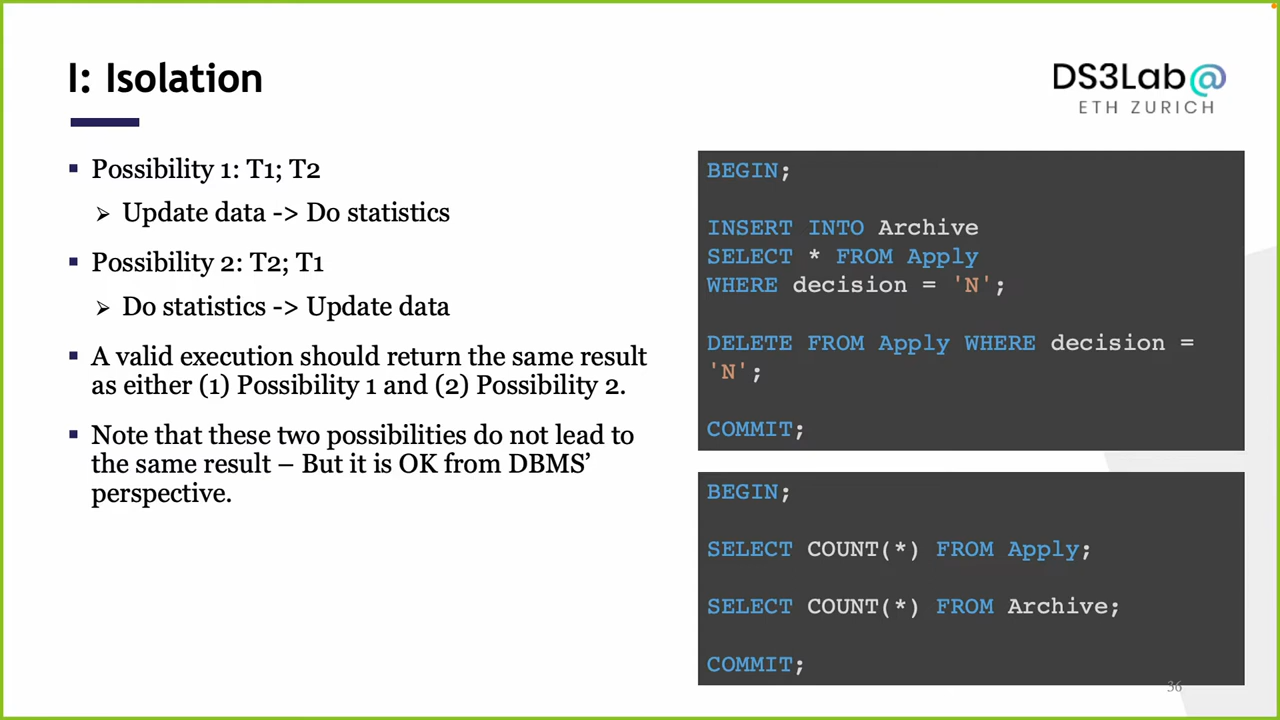 I: Isolation
DS3Lab@
ETH ZURICH
▪ Possibility 1: T1; T2
➢ Update data -> Do statistics
▪ Possibility 2: T2; T1
➢ Do statistics -> Update data
▪ A valid execution should return the same result
as either (1) Possibility 1 and (2) Possibility 2.
▪ Note that these two possibilities do not lead to
the same result – But it is OK from DBMS’
perspective.
BEGIN;
INSERT INTO Archive
SELECT * FROM Apply
WHERE decision = 'N';
DELETE FROM Apply WHERE decision =
'N';
COMMIT;
BEGIN;
SELECT COUNT(*) FROM Apply;
SELECT COUNT(*) FROM Archive;
COMMIT;
36